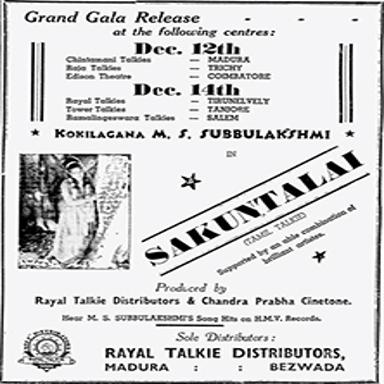 Grand Gala Release - - -
at the following centres:
Dec. 12th
Chintamani Talkies — MADURA
Raja Talkies — TRICHY
Edison Theatre — COIMBATORE
Dec. 14th
Rayal Talkies — TIRUNELVELY
Tower Talkies — TANJORE
Ramalingeswara Talkies — SALEM
★ KOKILAGANA M. S. SUBBULAKSHMI ★
IN
SAKUNTALAI
(TAMIL TALKIE)
Supported by an able combination of
brilliant artistes.
Produced by
Rayal Talkie Distributors & Chandra Prabha Cinetone.
Hear M. S. SUBBULAKSHMI'S Song Hits on H.M.V. Records.
Sole Distributors:
RAYAL TALKIE DISTRIBUTORS,
MADURA : : BEZWADA